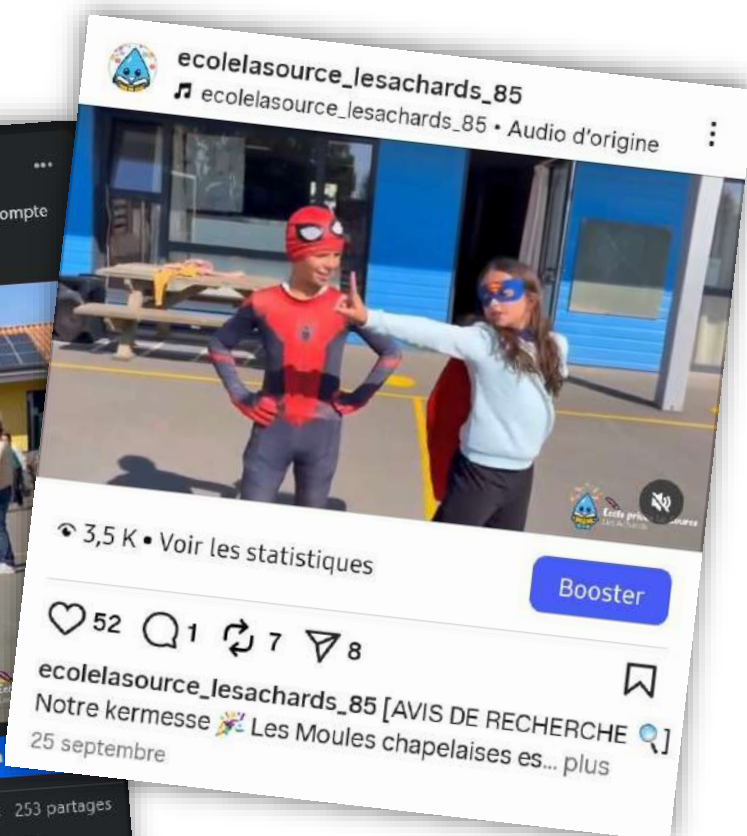 ecolelasource_lesachards_85
ecolelasource_lesachards_85 • Audio d'origine
3,5 K • Voir les statistiques
Booster
52
1
7
8
ecolelasource_lesachards_85 [AVIS DE RECHERCHE 🔍]
Notre kermesse 🎉 Les Moules chapelaises es... plus
25 septembre
ompte
253 partages